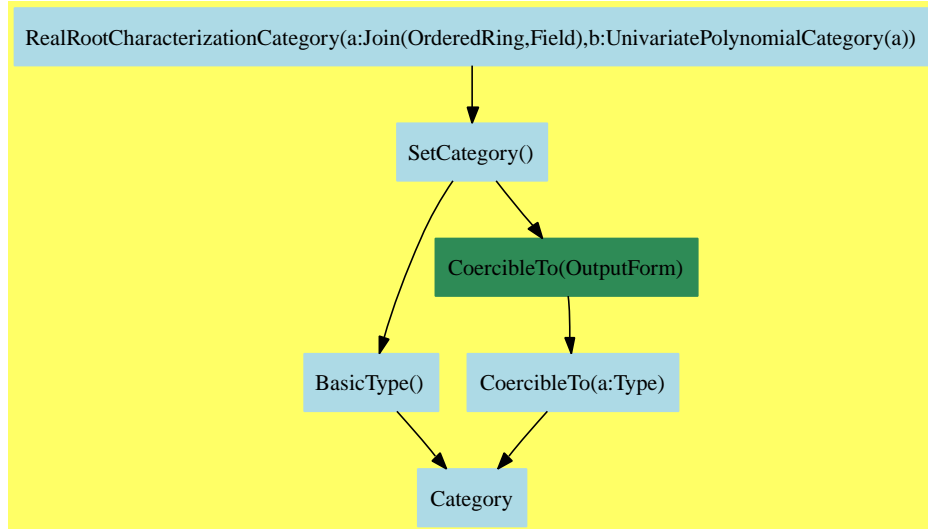 RealRootCharacterizationCategory(a:Join(OrderedRing,Field),b:UnivariatePolynomialCategory(a))
SetCategory()
CoercibleTo(OutputForm)
BasicType()
CoercibleTo(a:Type)
Category